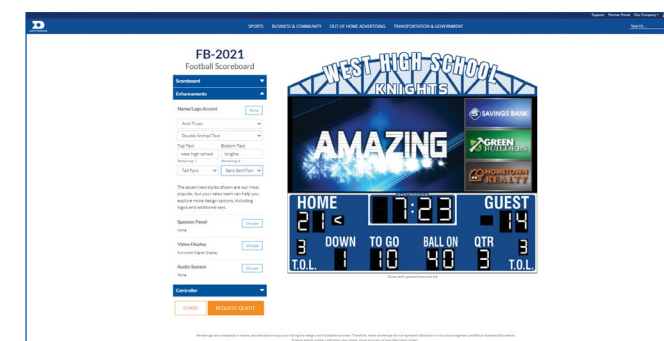 Support Partner Portal Our Company
SPORTS BUSINESS & COMMUNITY OUT OF HOME ADVERTISING TRANSPORTATION & GOVERNMENT
Search...
FB-2021
Football Scoreboard
Scoreboard
Enhancements
Name/Logo Accent
Done
Arch Truss
Double Arched Text
Top Text Bottom Text
west high school knights
Tall Font Sans Serif Fon
The accent text styles
shown are our most
popular, but your sales
team can help you
explore more design
options, including
logos and additional
text.
Sponsor Panel
Choose
None
Video Display
Choose
Full-width Digital Display
Audio System
Choose
None
Controller
SHARE REQUEST QUOTE
WEST HIGH SCHOOL
KNIGHTS
AMAZING
SAVINGS BANK
GREEN
BUILDERS
HOMETOWN
REALTY
HOME 7:23 GUEST
21 < 14
3 DOWN TO GO BALL ON QTR 3
T.O.L. 1 10 40 3 T.O.L.